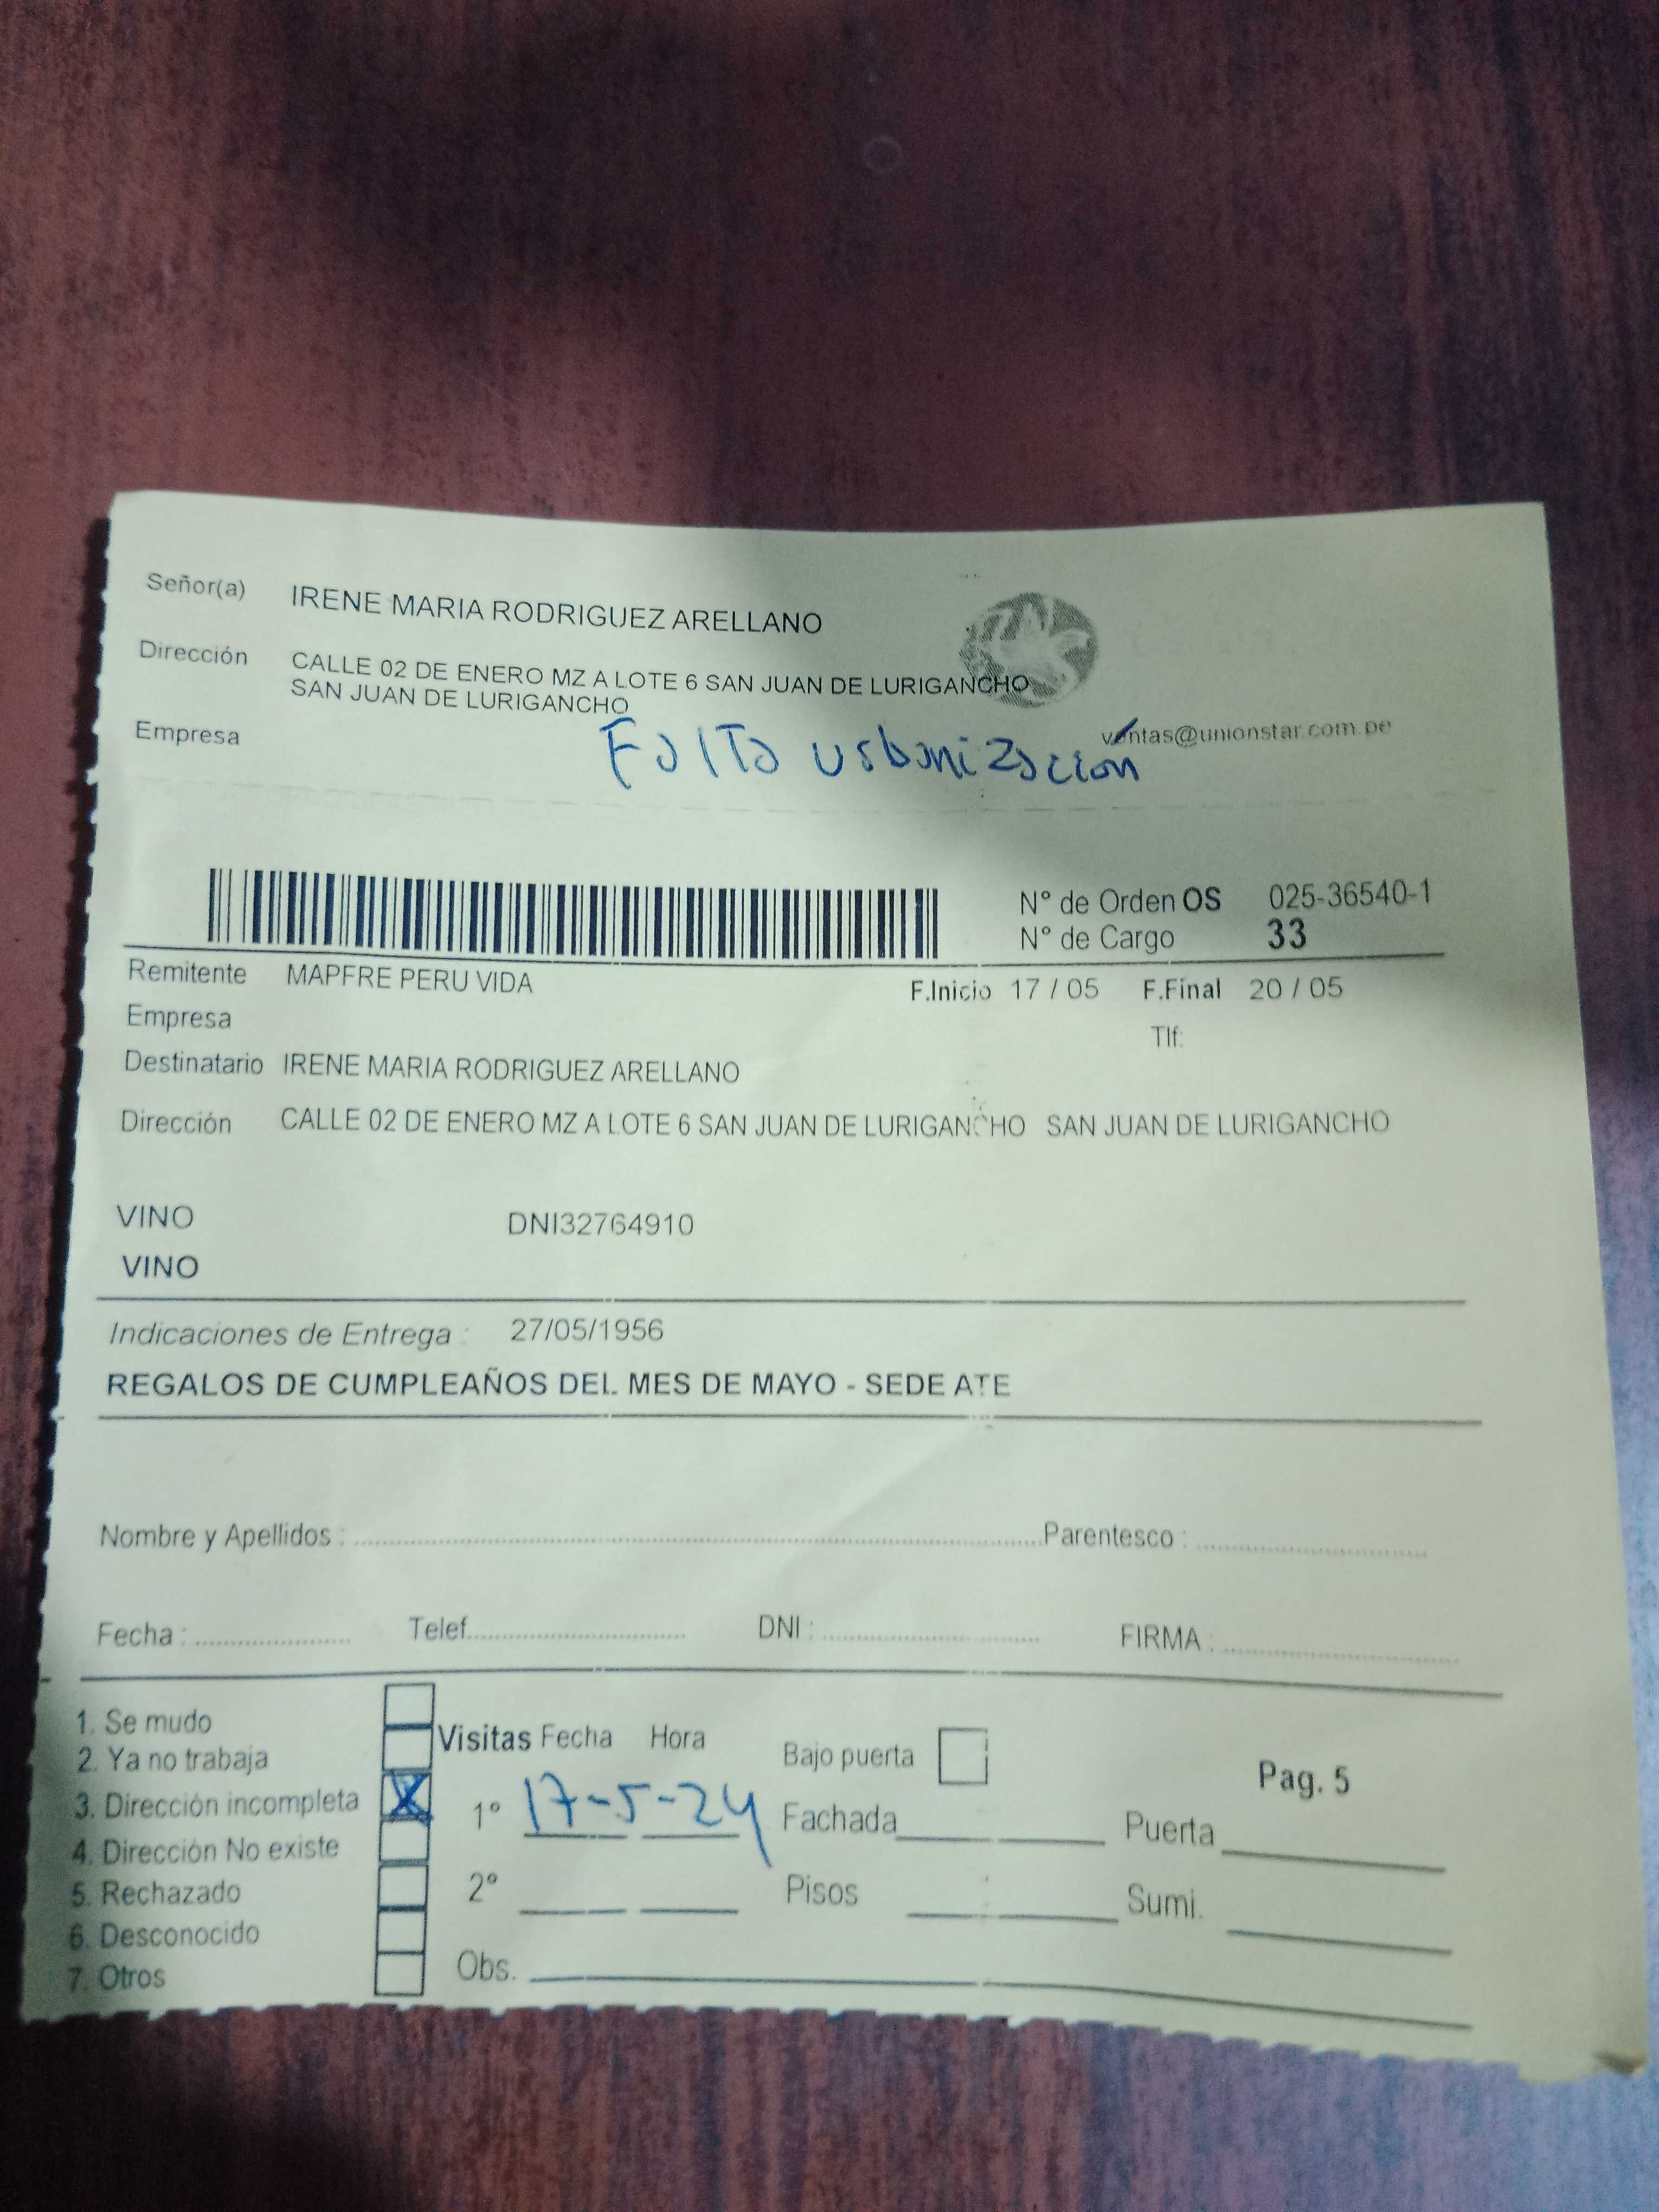 Señor(a) IRENE MARIA RODRIGUEZ ARELLANO
Dirección CALLE 02 DE ENERO MZ A LOTE 6 SAN JUAN DE LURIGANCHO
SAN JUAN DE LURIGANCHO
Empresa ventas@unionstar.com.pe
Falta urbanizacion
Nº de Orden OS 025-36540-1
Nº de Cargo 33
Remitente MAPFRE PERU VIDA F.Inicio 17 / 05 F.Final 20 / 05
Empresa Tlf:
Destinatario IRENE MARIA RODRIGUEZ ARELLANO
Dirección CALLE 02 DE ENERO MZ A LOTE 6 SAN JUAN DE LURIGANCHO SAN JUAN DE LURIGANCHO
VINO DNI32764910
VINO
Indicaciones de Entrega : 27/05/1956
REGALOS DE CUMPLEAÑOS DEL MES DE MAYO - SEDE ATE
Nombre y Apellidos : Parentesco :
Fecha : Telef. DNI : FIRMA :
1. Se mudo
2. Ya no trabaja Visitas Fecha Hora Bajo puerta Pag. 5
3. Dirección incompleta X 1º 17-5-24 Fachada Puerta
4. Dirección No existe
5. Rechazado 2º Pisos Sumi.
6. Desconocido
7. Otros Obs.